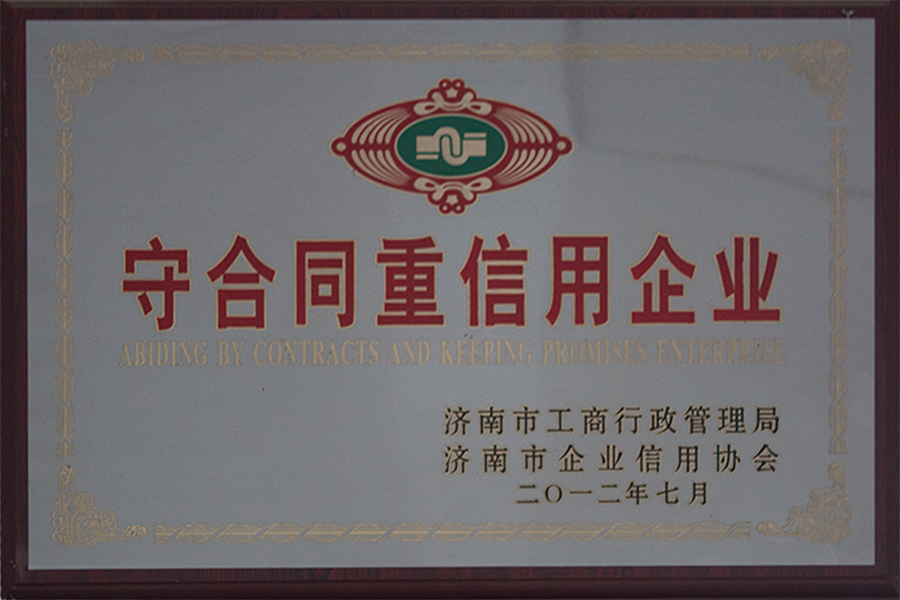 守合同重信用企业
ABIDING BY CONTRACTS AND KEEPING PROMISES ENTERPRISE
济南市工商行政管理局
济南市企业信用协会
二〇一二年七月